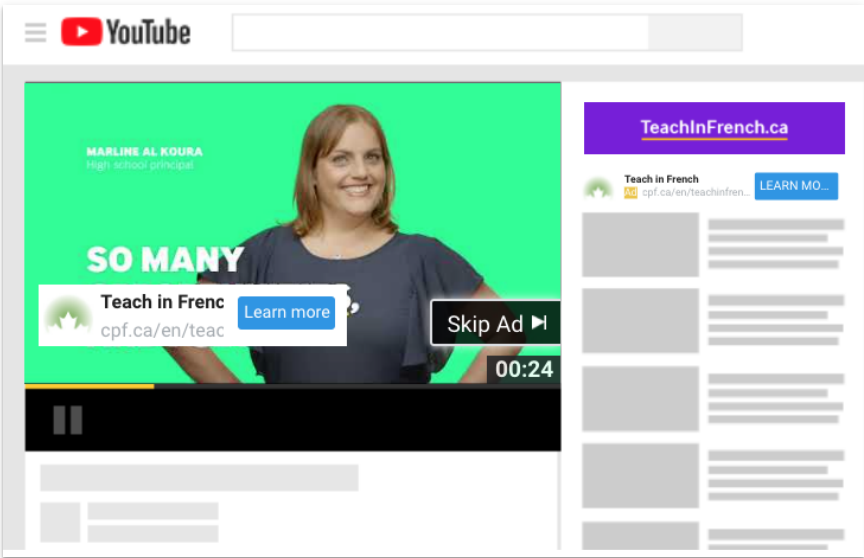 YouTube
MARLINE AL KOURA
High school principal
SO MANY
Teach in Frenc
cpf.ca/en/teac
Learn more
Skip Ad
00:24
TeachInFrench.ca
Teach in French
Ad cpf.ca/en/teachinfren...
LEARN MO...